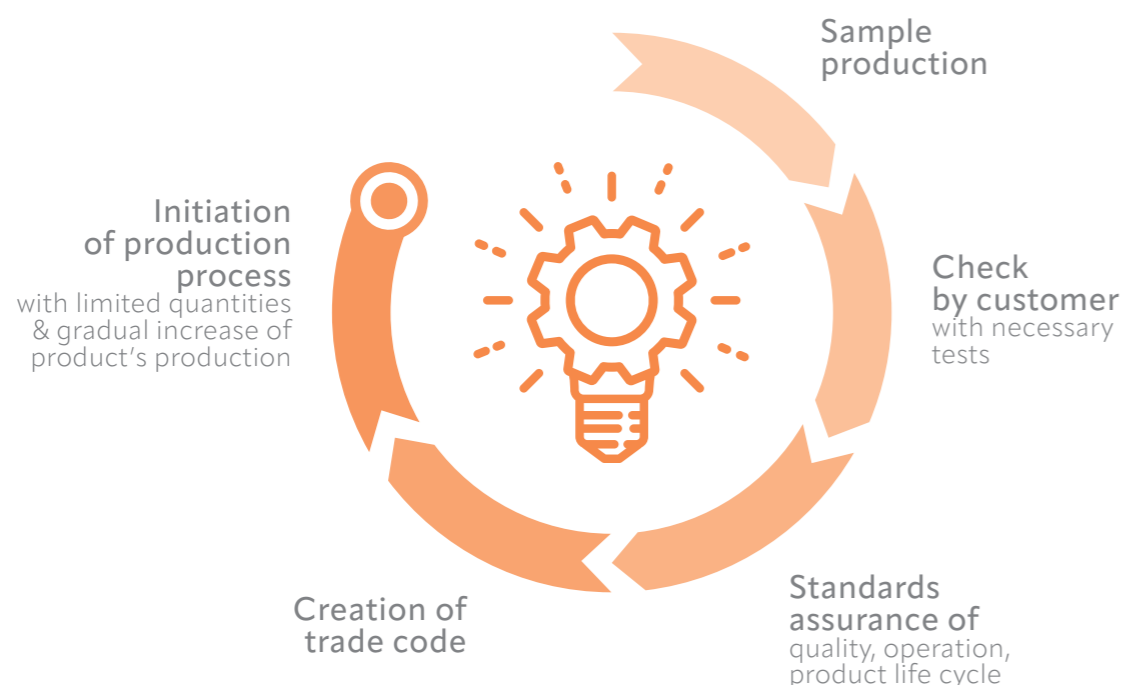 Sample
production
Check
by customer
with necessary
tests
Standards
assurance of
quality, operation,
product life cycle
Creation of
trade code
Initiation
of production
process
with limited quantities
& gradual increase of
product’s production